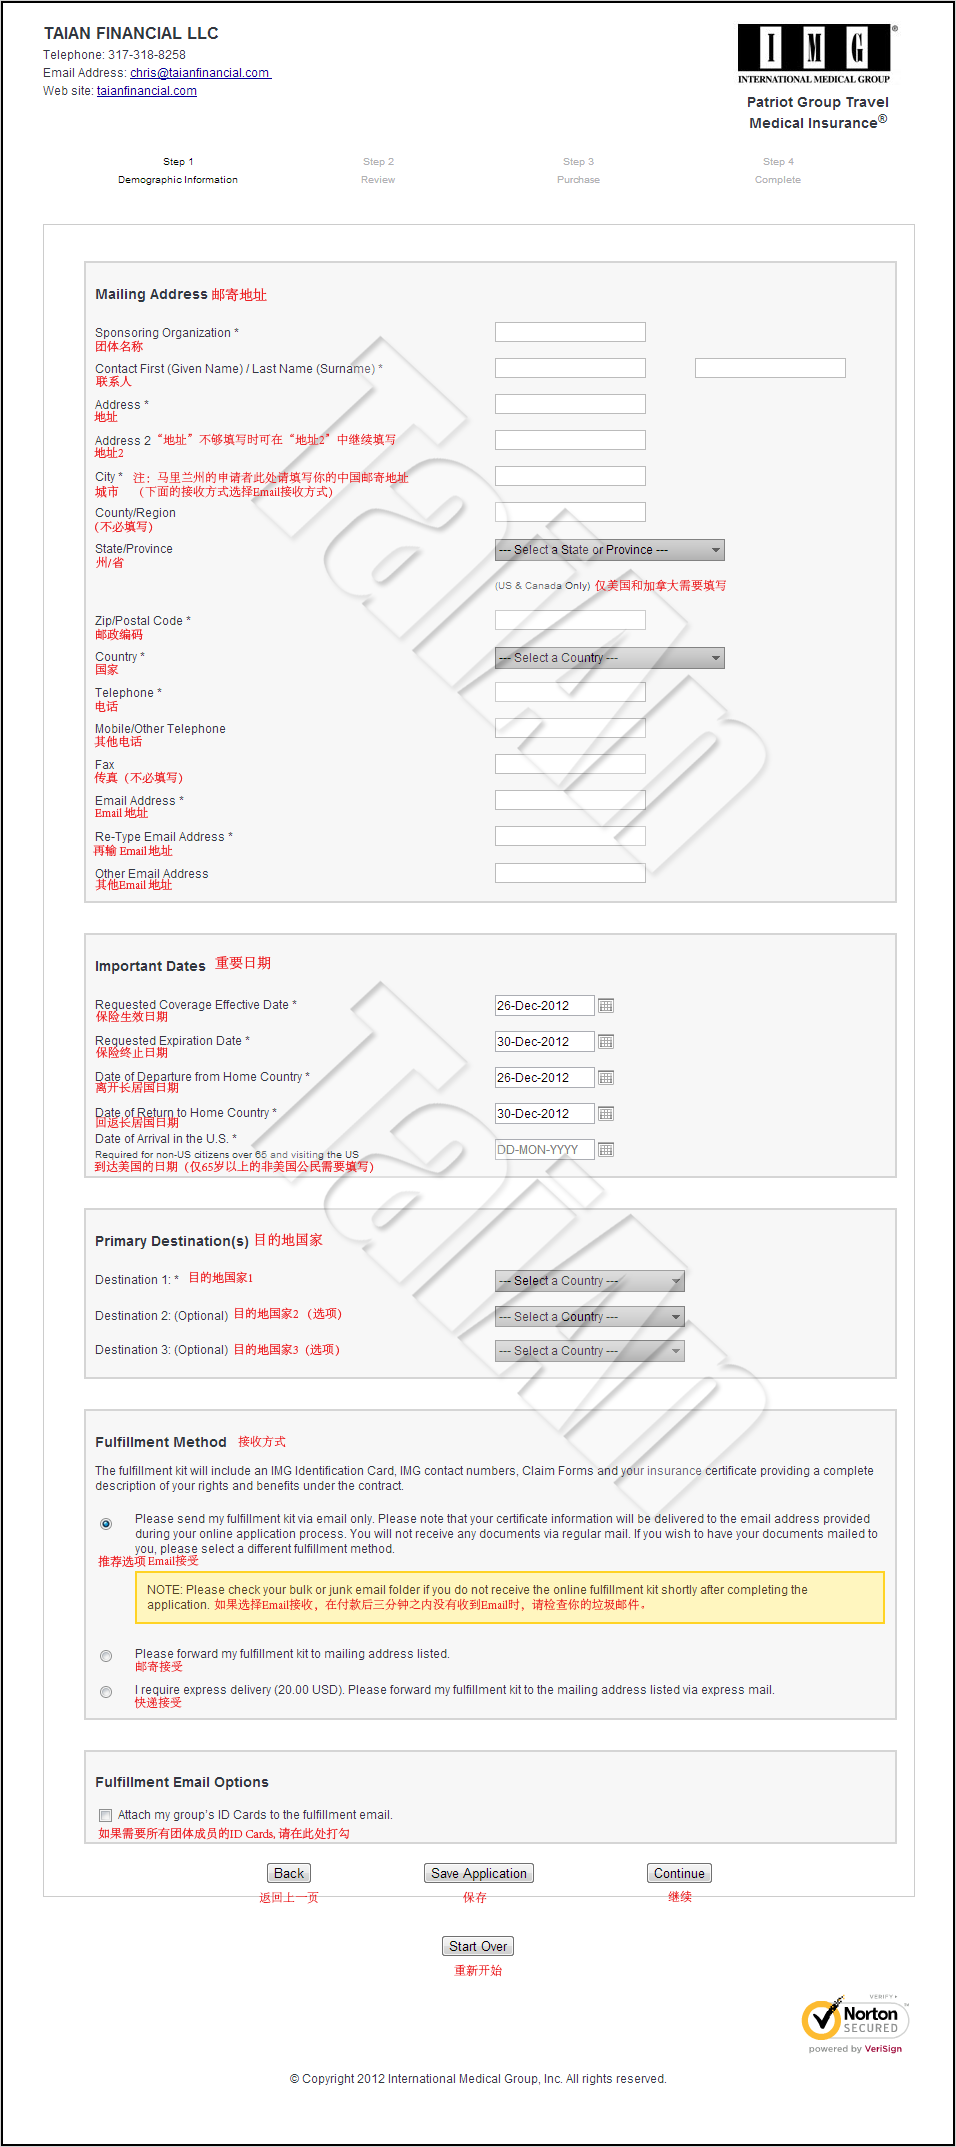 TAIAN FINANCIAL LLC
Telephone: 317-318-8258
Email Address: chris@taianfinancial.com
Web site: taianfinancial.com
IMG
®
INTERNATIONAL MEDICAL GROUP
Patriot Group Travel
Medical Insurance®
Step 1
Demographic Information
Step 2
Review
Step 3
Purchase
Step 4
Complete
Mailing Address 邮寄地址
Sponsoring Organization *
团体名称
Contact First (Given Name) / Last Name (Surname) *
联系人
Address *
地址
Address 2 “地址”不够填写时可在“地址2”中继续填写
地址2
City * 注：马里兰州的申请者此处请填写你的中国邮寄地址
城市 （下面的接收方式选择Email接收方式）
County/Region
(不必填写)
State/Province
州/省
--- Select a State or Province ---
(US & Canada Only) 仅美国和加拿大需要填写
Zip/Postal Code *
邮政编码
Country *
国家
--- Select a Country ---
Telephone *
电话
Mobile/Other Telephone
其他电话
Fax
传真（不必填写）
Email Address *
Email 地址
Re-Type Email Address *
再输 Email 地址
Other Email Address
其他Email 地址
TaiAn
Important Dates 重要日期
Requested Coverage Effective Date *
保险生效日期
26-Dec-2012
Requested Expiration Date *
保险终止日期
30-Dec-2012
Date of Departure from Home Country *
离开长居国日期
26-Dec-2012
Date of Return to Home Country *
回返长居国日期
30-Dec-2012
Date of Arrival in the U.S. *
Required for non-US citizens over 65 and visiting the US
到达美国的日期（仅65岁以上的非美国公民需要填写）
DD-MON-YYYY
Primary Destination(s) 目的地国家
Destination 1: * 目的地国家1
--- Select a Country ---
Destination 2: (Optional) 目的地国家2（选项）
--- Select a Country ---
Destination 3: (Optional) 目的地国家3（选项）
--- Select a Country ---
TaiAn
Fulfillment Method 接收方式
The fulfillment kit will include an IMG Identification Card, IMG contact numbers, Claim Forms and your insurance certificate providing a complete
description of your rights and benefits under the contract.
Please send my fulfillment kit via email only. Please note that your certificate information will be delivered to the email address provided
during your online application process. You will not receive any documents via regular mail. If you wish to have your documents mailed to
you, please select a different fulfillment method.
推荐选项 Email接受
NOTE: Please check your bulk or junk email folder if you do not receive the online fulfillment kit shortly after completing the
application. 如果选择Email接收，在付款后三分钟之内没有收到Email时，请检查你的垃圾邮件。
Please forward my fulfillment kit to mailing address listed.
邮寄接受
I require express delivery (20.00 USD). Please forward my fulfillment kit to the mailing address listed via express mail.
快递接受
Fulfillment Email Options
Attach my group's ID Cards to the fulfillment email.
如果需要所有团体成员的ID Cards, 请在此处打勾
Back
返回上一页
Save Application
保存
Continue
继续
Start Over
重新开始
VERIFY
Norton
SECURED
powered by VeriSign
© Copyright 2012 International Medical Group, Inc. All rights reserved.